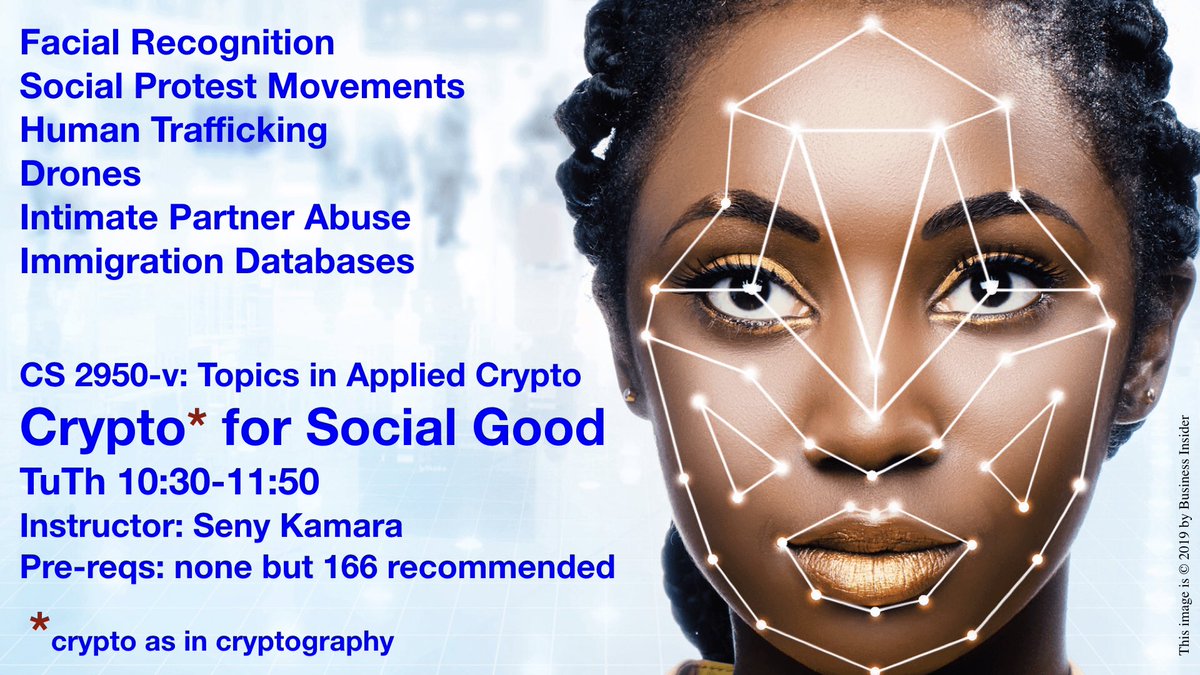 Facial Recognition
Social Protest Movements
Human Trafficking
Drones
Intimate Partner Abuse
Immigration Databases
CS 2950-v: Topics in Applied Crypto
Crypto* for Social Good
TuTh 10:30-11:50
Instructor: Seny Kamara
Pre-reqs: none but 166 recommended
*crypto as in cryptography
This image is © 2019 by Business Insider